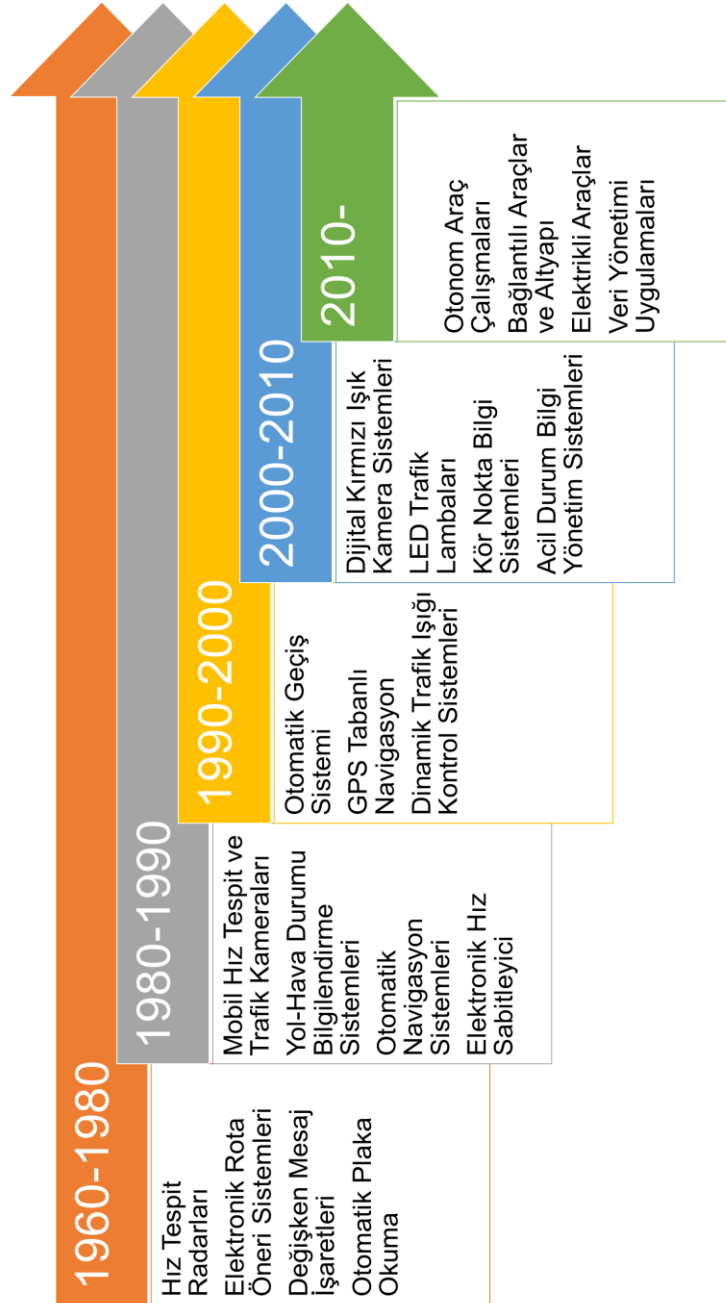 1960-1980
Hız Tespit
Radarları
Elektronik Rota
Öneri Sistemleri
Değişken Mesaj
İşaretleri
Otomatik Plaka
Okuma
1980-1990
Mobil Hız Tespit ve
Trafik Kameraları
Yol-Hava Durumu
Bilgilendirme
Sistemleri
Otomatik
Navigasyon
Sistemleri
Elektronik Hız
Sabitleyici
1990-2000
Otomatik Geçiş
Sistemi
GPS Tabanlı
Navigasyon
Dinamik Trafik Işığı
Kontrol Sistemleri
2000-2010
Dijital Kırmızı Işık
Kamera Sistemleri
LED Trafik
Lambaları
Kör Nokta Bilgi
Sistemleri
Acil Durum Bilgi
Yönetim Sistemleri
2010-
Otonom Araç
Çalışmaları
Bağlantılı Araçlar
ve Altyapı
Elektrikli Araçlar
Veri Yönetimi
Uygulamaları